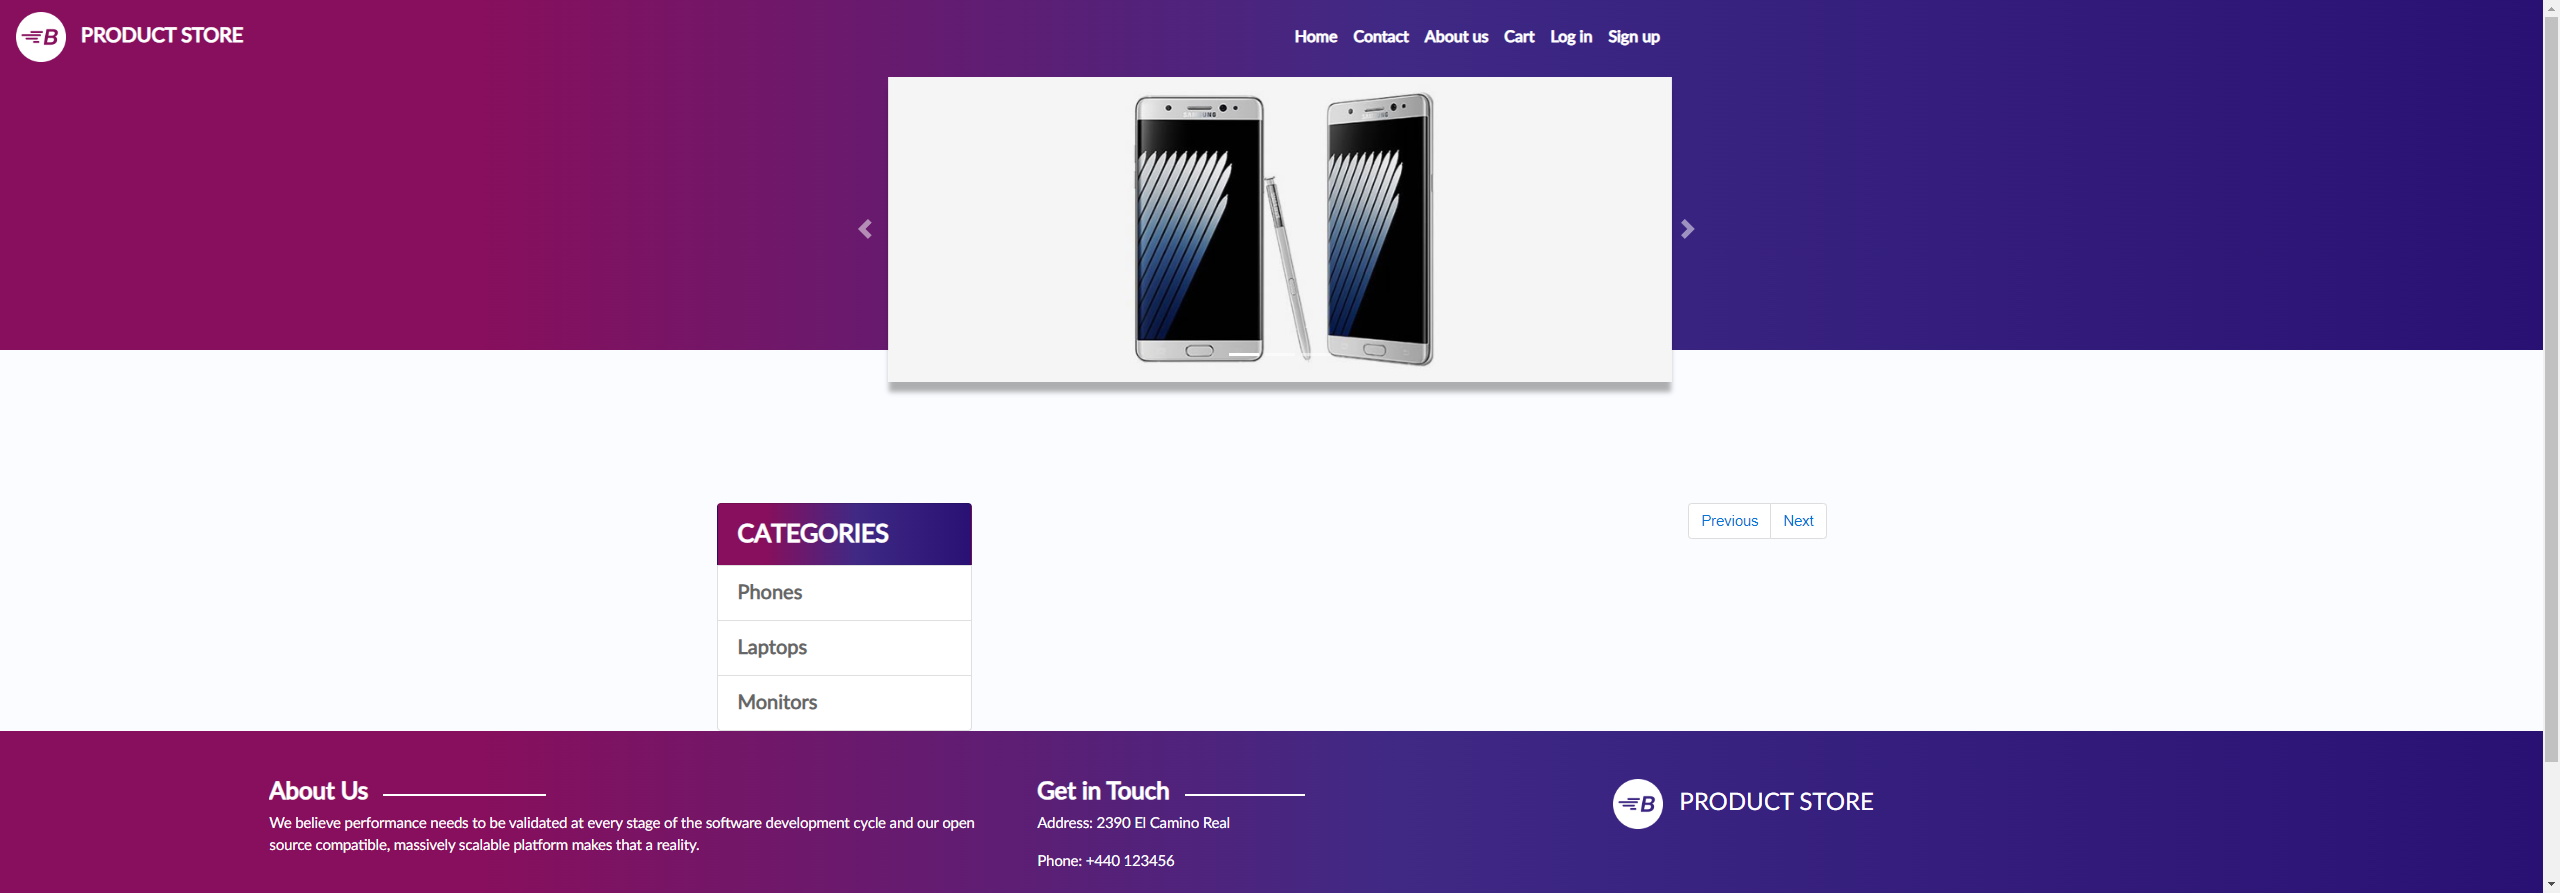 B PRODUCT STORE
Home Contact About us Cart Log in Sign up
SAMSUNG SAMSUNG
CATEGORIES
Phones
Laptops
Monitors
Previous Next
About Us
We believe performance needs to be validated at every stage of the software development cycle and our open
source compatible, massively scalable platform makes that a reality.
Get in Touch
Address: 2390 El Camino Real
Phone: +440 123456
B PRODUCT STORE